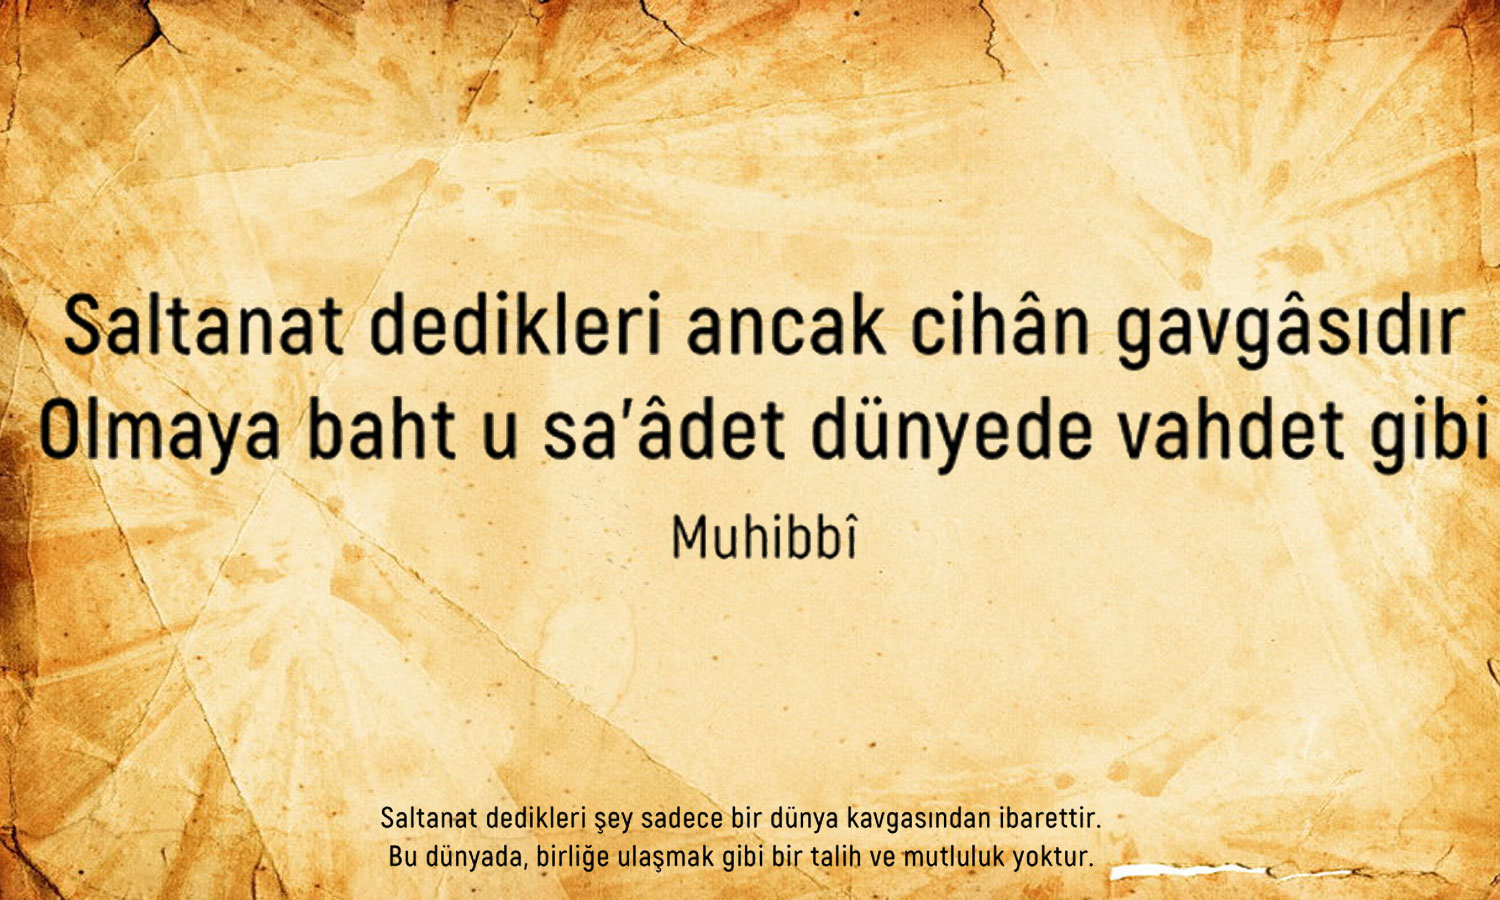 Saltanat dedikleri ancak cihân gavgâsıdır
Olmaya baht u sa'âdet dünyede vahdet gibi
Muhibbî
Saltanat dedikleri şey sadece bir dünya kavgasından ibarettir.
Bu dünyada, birliğe ulaşmak gibi bir talih ve mutluluk yoktur.